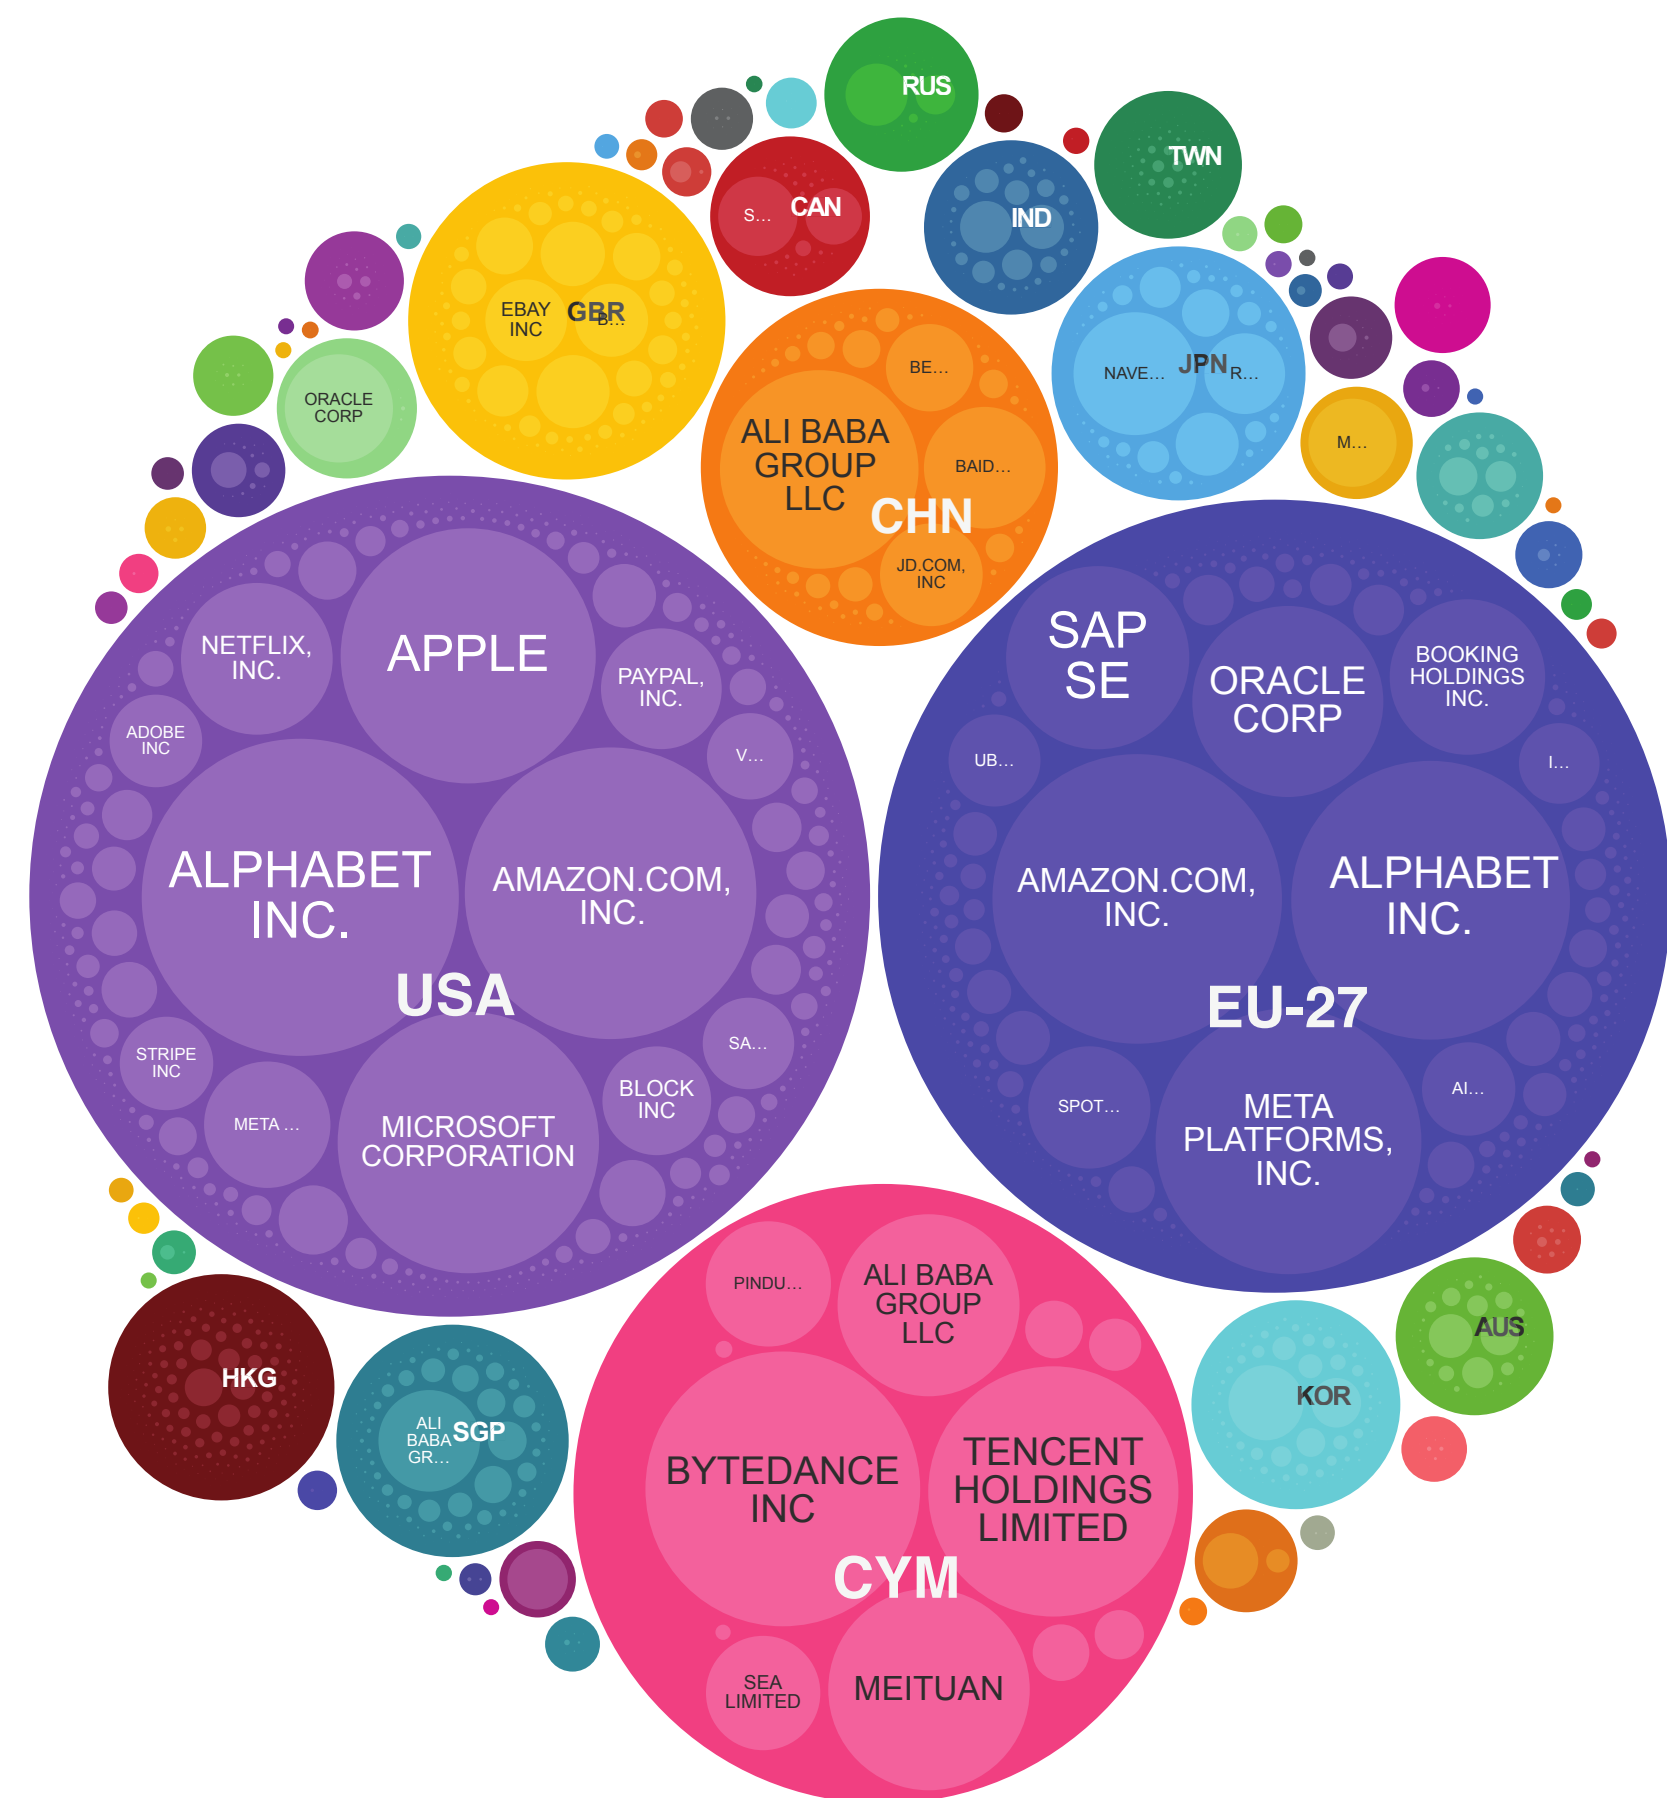 RUS
TWN
S...
CAN
IND
EBAY
INC
GBR
B...
NAVE...
JPN
R...
BE...
ORACLE
CORP
ALI BABA
GROUP
LLC
BAID...
M...
CHN
JD.COM,
INC
NETFLIX,
INC.
APPLE
PAYPAL,
INC.
ADOBE
INC
V...
ALPHABET
INC.
AMAZON.COM,
INC.
USA
STRIPE
INC
SA...
META ...
MICROSOFT
CORPORATION
BLOCK
INC
SAP
SE
ORACLE
CORP
BOOKING
HOLDINGS
INC.
UB...
I...
AMAZON.COM,
INC.
ALPHABET
INC.
EU-27
SPOT...
META
PLATFORMS,
INC.
AI...
PINDU...
ALI BABA
GROUP
LLC
BYTEDANCE
INC
TENCENT
HOLDINGS
LIMITED
CYM
SEA
LIMITED
MEITUAN
HKG
ALI
BABA
GR...
SGP
KOR
AUS